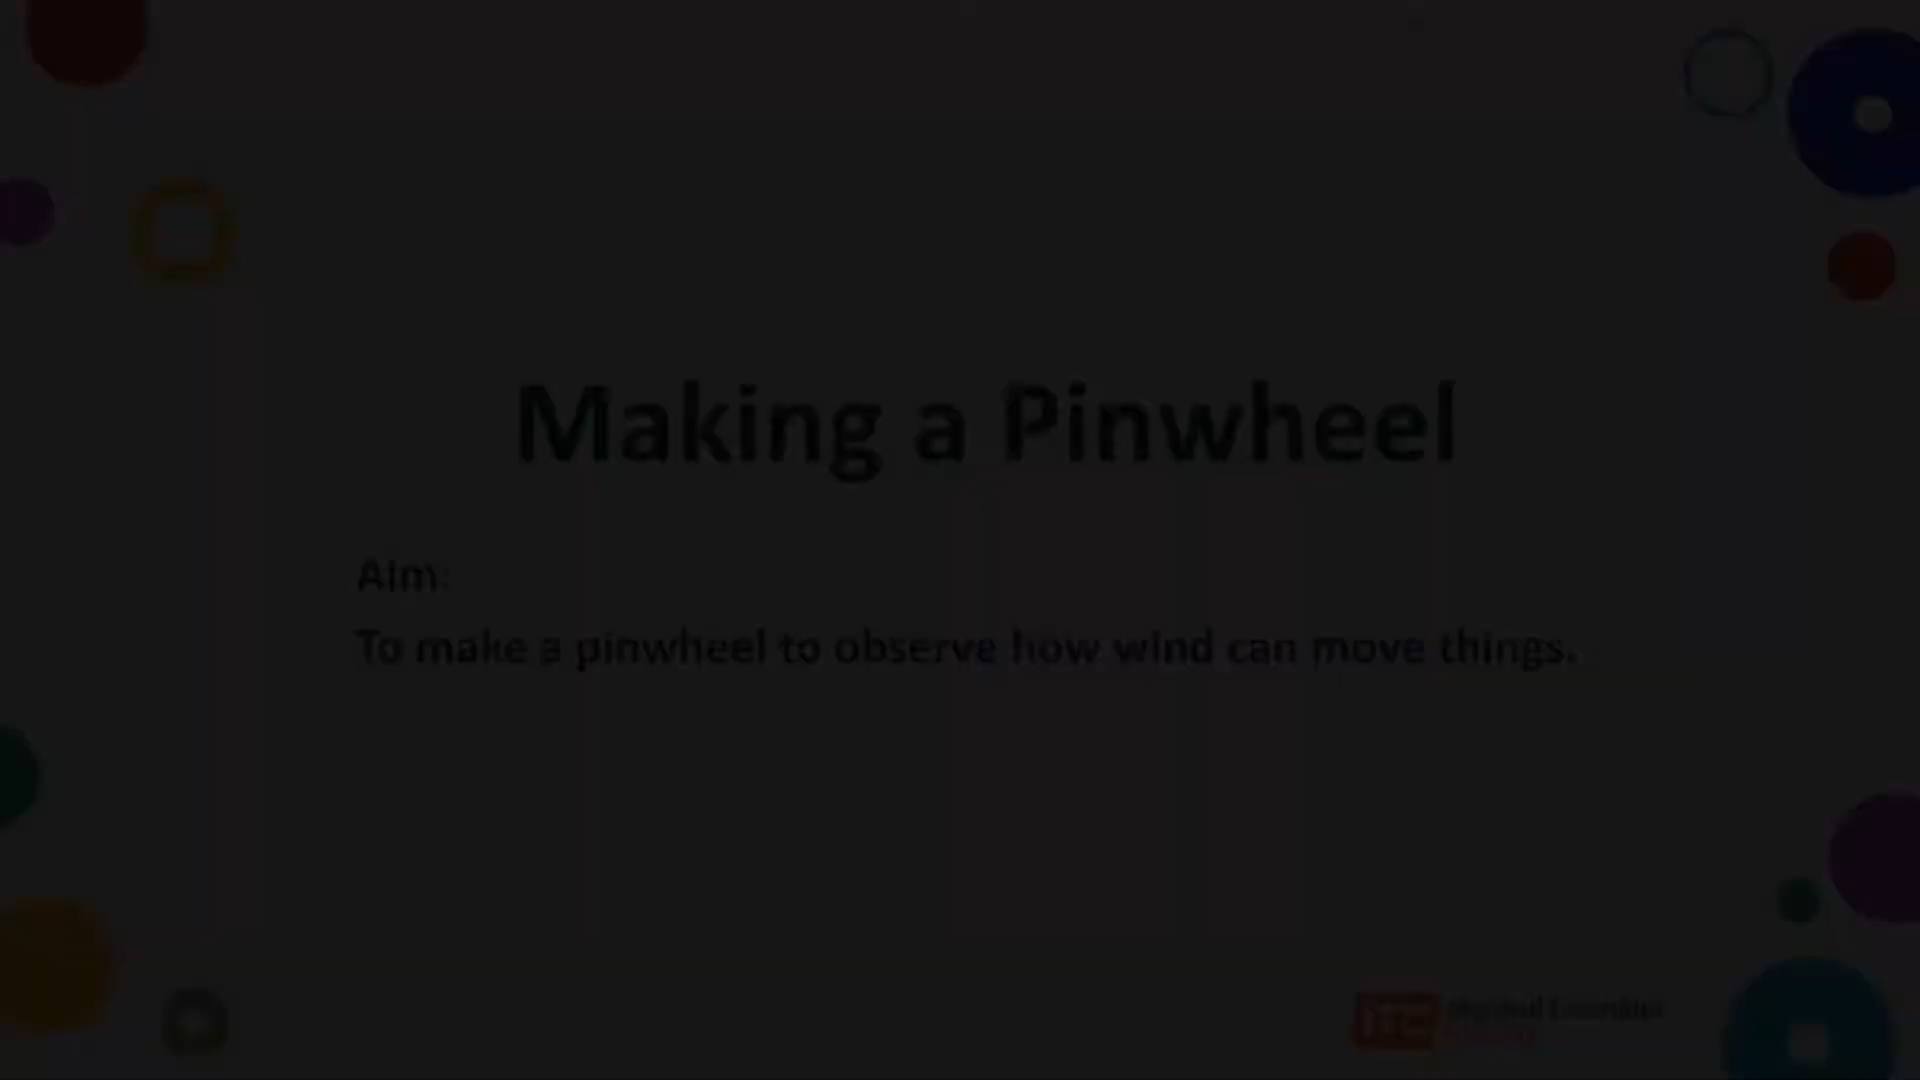 Making a Pinwheel
Aim:
To make a pinwheel to observe how wind can move things.